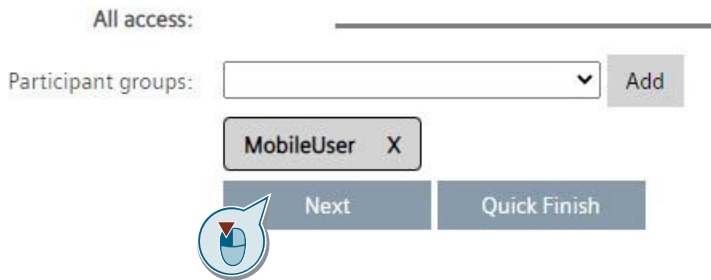 All access:
Participant groups: Add
MobileUser X
Next Quick Finish